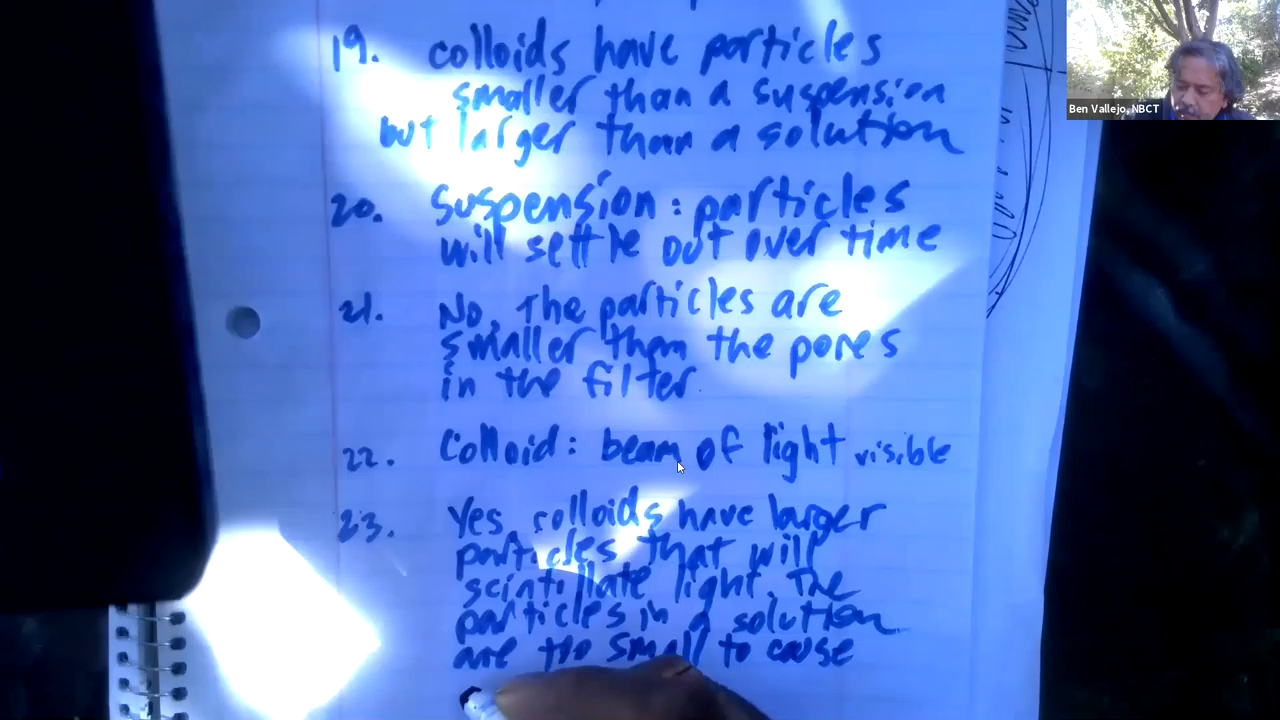 19. colloids have particles
smaller than a suspension
but larger than a solution
20. Suspension: particles
will settle out over time
21. No, The particles are
smaller than the pores
in the filter.
22. Colloid: beam of light visible
23. Yes, colloids have larger
particles that will
scintillate light. The
particles in a solution
are too small to cause
Ben Vallejo, NBCT